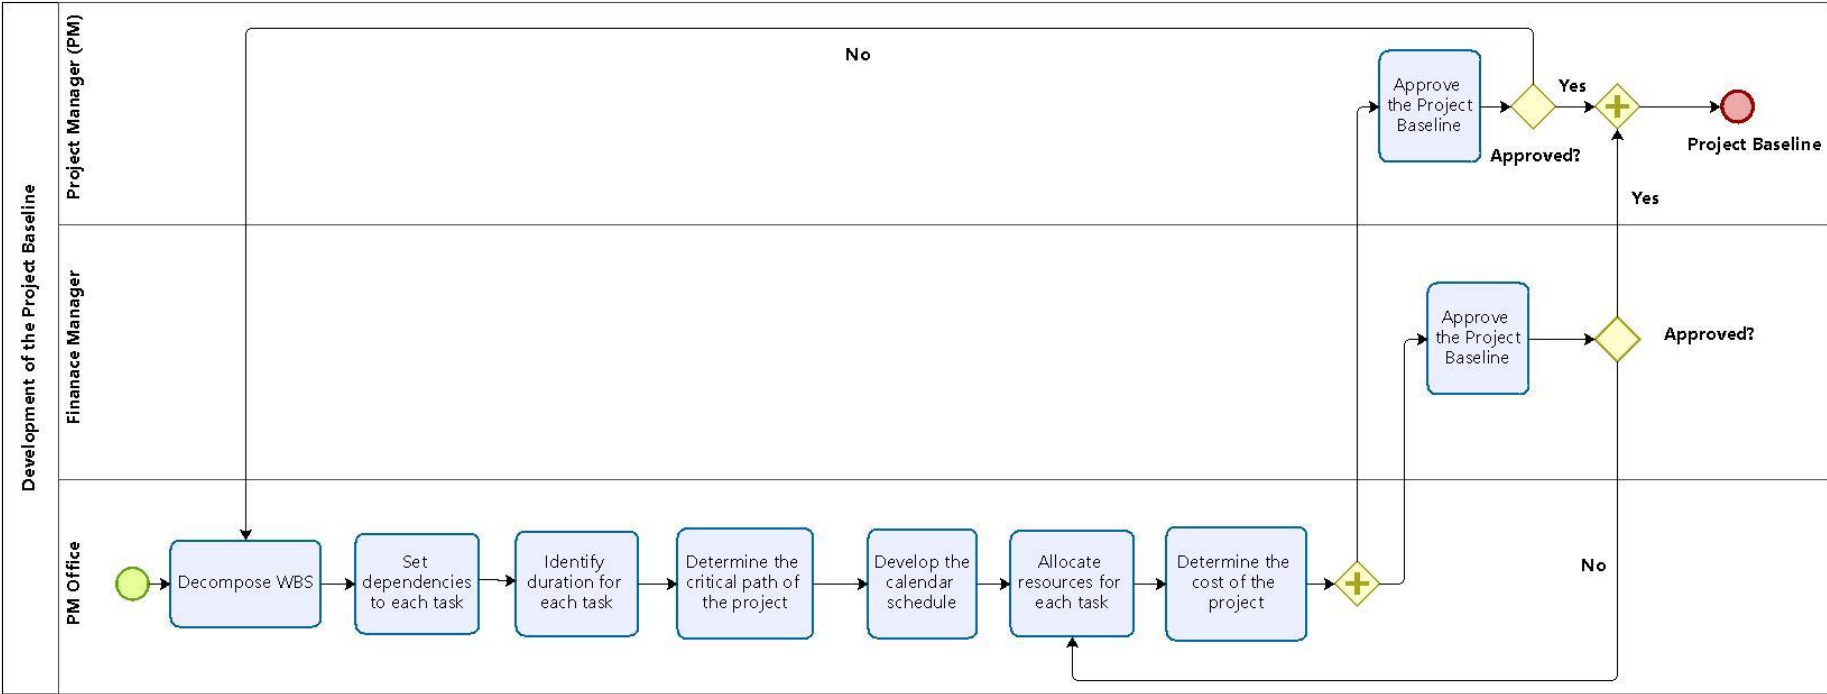 Development of the Project Baseline
Project Manager (PM)
No
Approve
the Project
Baseline
Yes
Approved?
Project Baseline
Yes
Finanace Manager
Approve
the Project
Baseline
Approved?
PM Office
Decompose WBS
Set
dependencies
to each task
Identify
duration for
each task
Determine the
critical path of
the project
Develop the
calendar
schedule
Allocate
resources for
each task
Determine the
cost of the
project
No